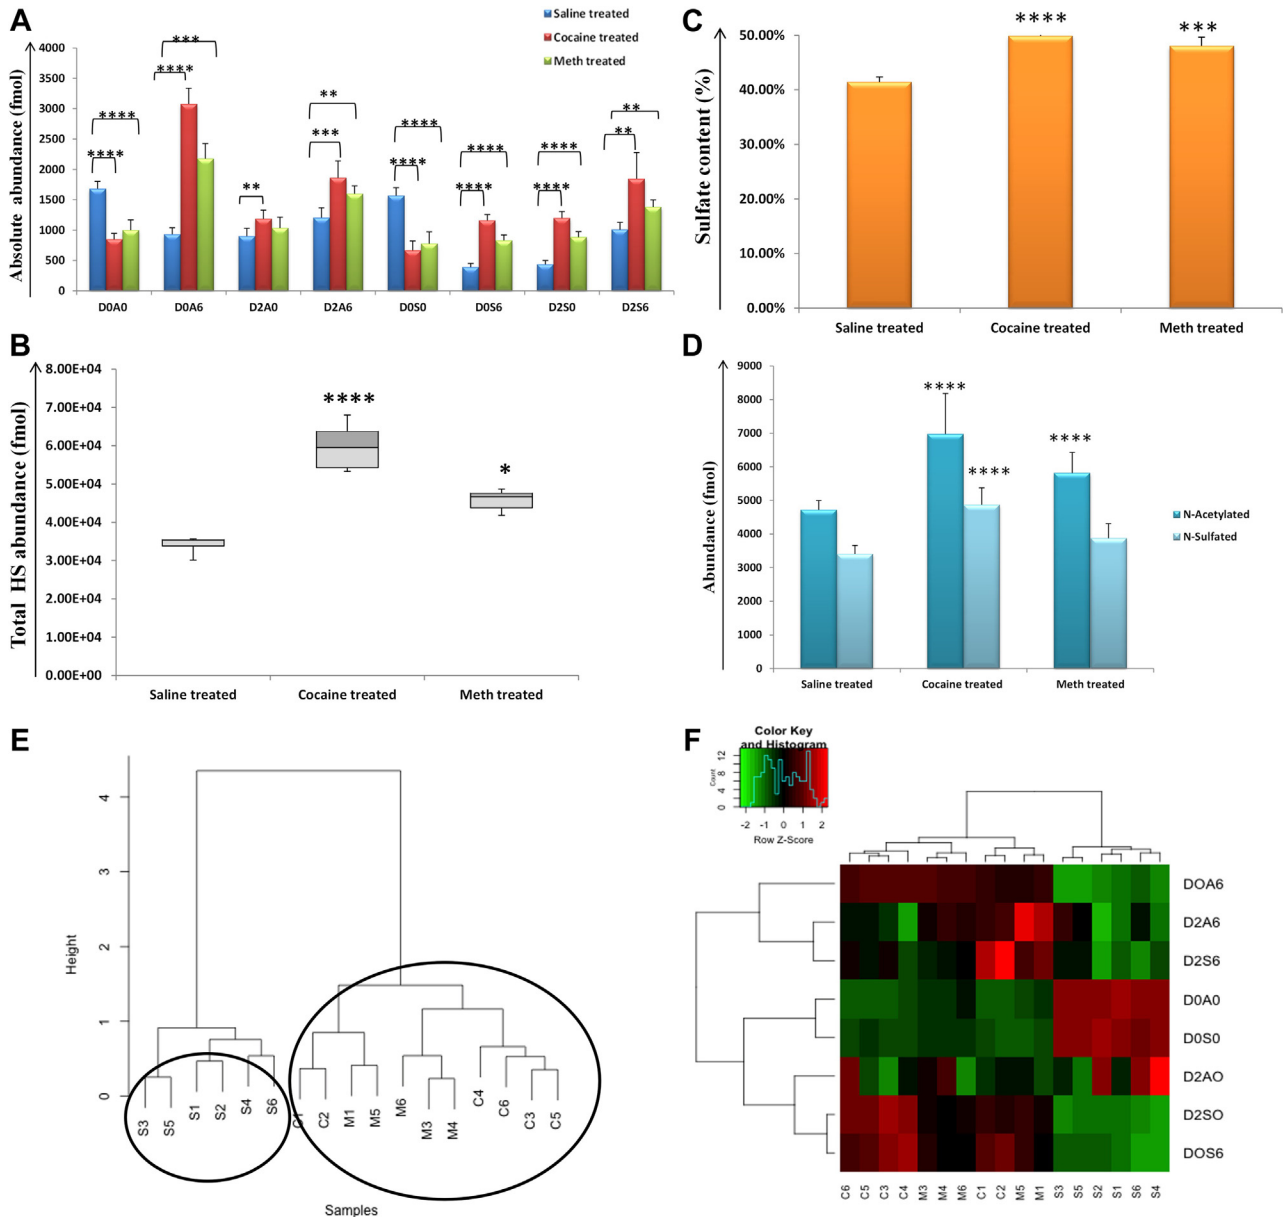 A
Absolute abundance (fmol)
4000
3500
3000
2500
2000
1500
1000
500
0
Saline treated
Cocaine treated
Meth treated
**** **** **** *** ** *** ** **** **** **** **** **** **** ** **
D0A0 D0A6 D2A0 D2A6 D0S0 D0S6 D2S0 D2S6
C
Sulfate content (%)
50.00%
40.00%
30.00%
20.00%
10.00%
0.00%
**** ***
Saline treated Cocaine treated Meth treated
B
Total HS abundance (fmol)
8.00E+04
7.00E+04
6.00E+04
5.00E+04
4.00E+04
3.00E+04
2.00E+04
1.00E+04
0.00E+00
**** *
Saline treated Cocaine treated Meth treated
D
Abundance (fmol)
9000
8000
7000
6000
5000
4000
3000
2000
1000
0
**** **** ****
N-Acetylated
N-Sulfated
Saline treated Cocaine treated Meth treated
E
Height
4
3
2
1
0
S3 S5 S1 S2 S4 S6 C1 C2 M1 M5 M6 M3 M4 C4 C6 C3 C5
Samples
F
Color Key
and Histogram
Count
12
8
4
0
-2 -1 0 1 2
Row Z-Score
DOA6
D2A6
D2S6
D0A0
D0S0
D2AO
D2SO
DOS6
C6 C5 C3 C4 M3 M4 M6 C1 C2 M5 M1 S3 S5 S2 S1 S6 S4